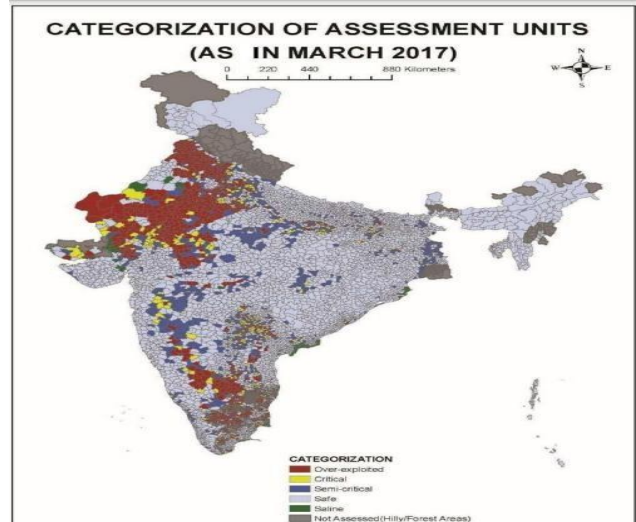 CATEGORIZATION OF ASSESSMENT UNITS
(AS IN MARCH 2017)
0 220 440 880 Kilometers
N
W E
S
CATEGORIZATION
Over-exploited
Critical
Semi-critical
Safe
Saline
Not Assessed(Hilly/Forest Areas)